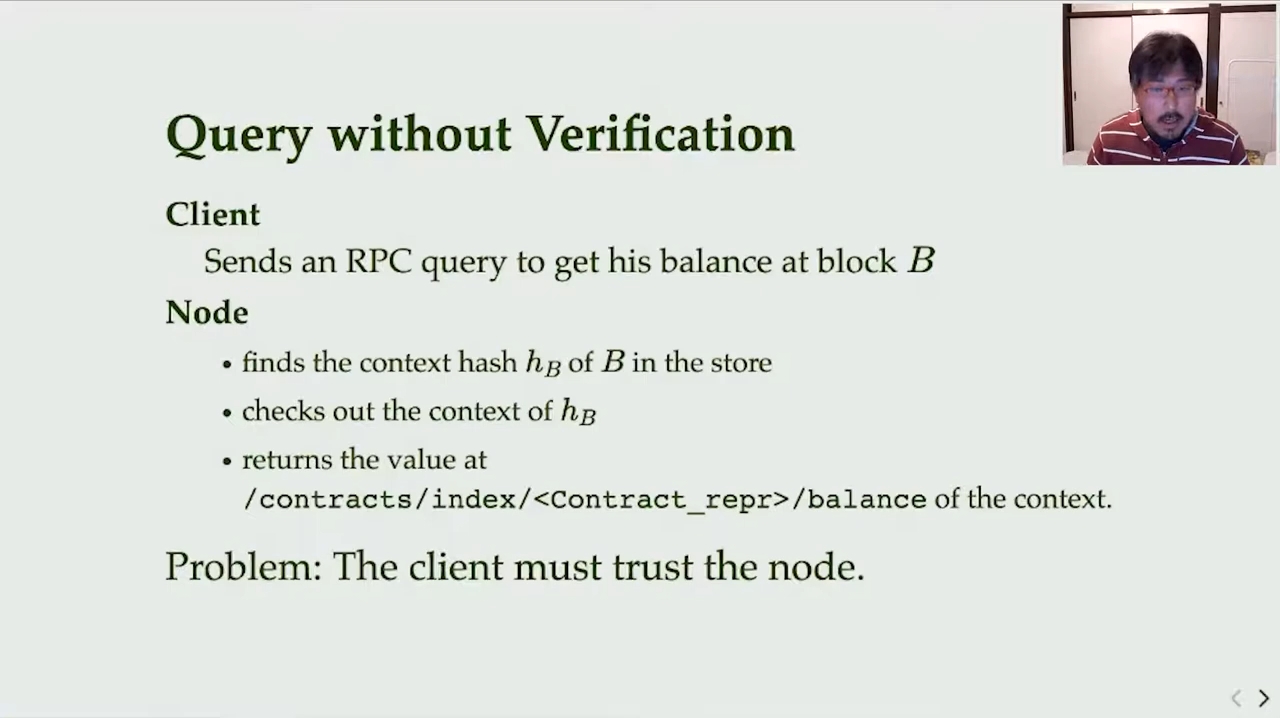 Query without Verification
Client
Sends an RPC query to get his balance at block B
Node
• finds the context hash h_B of B in the store
• checks out the context of h_B
• returns the value at
/contracts/index/<Contract_repr>/balance of the context.
Problem: The client must trust the node.